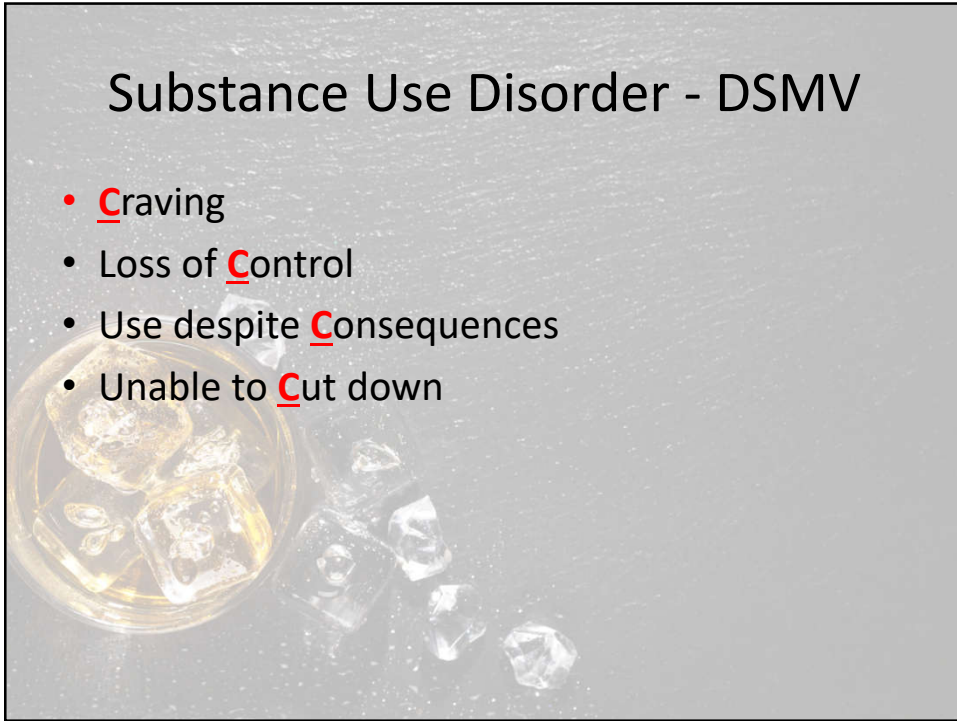 Substance Use Disorder - DSMV
• Craving
• Loss of Control
• Use despite Consequences
• Unable to Cut down